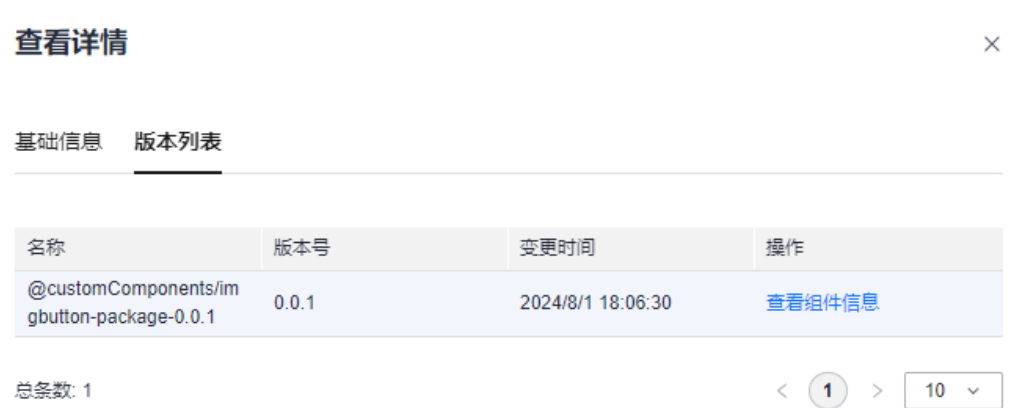 查看详情
基础信息 版本列表
名称 版本号 变更时间 操作
@customComponents/im
gbutton-package-0.0.1
0.0.1 2024/8/1 18:06:30 查看组件信息
总条数: 1 < 1 > 10